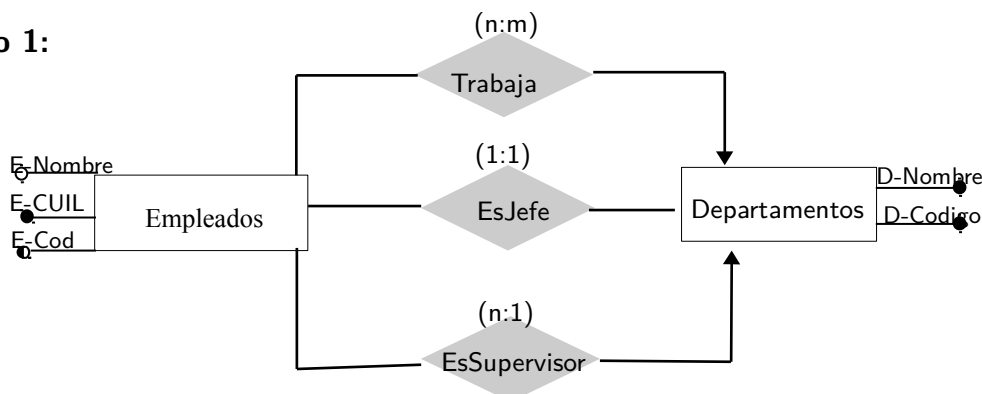 o 1:
(n:m)
Trabaja
E-Nombre
E-CUIL
E-Cod
Empleados
(1:1)
EsJefe
Departamentos
D-Nombre
D-Codigo
(n:1)
EsSupervisor